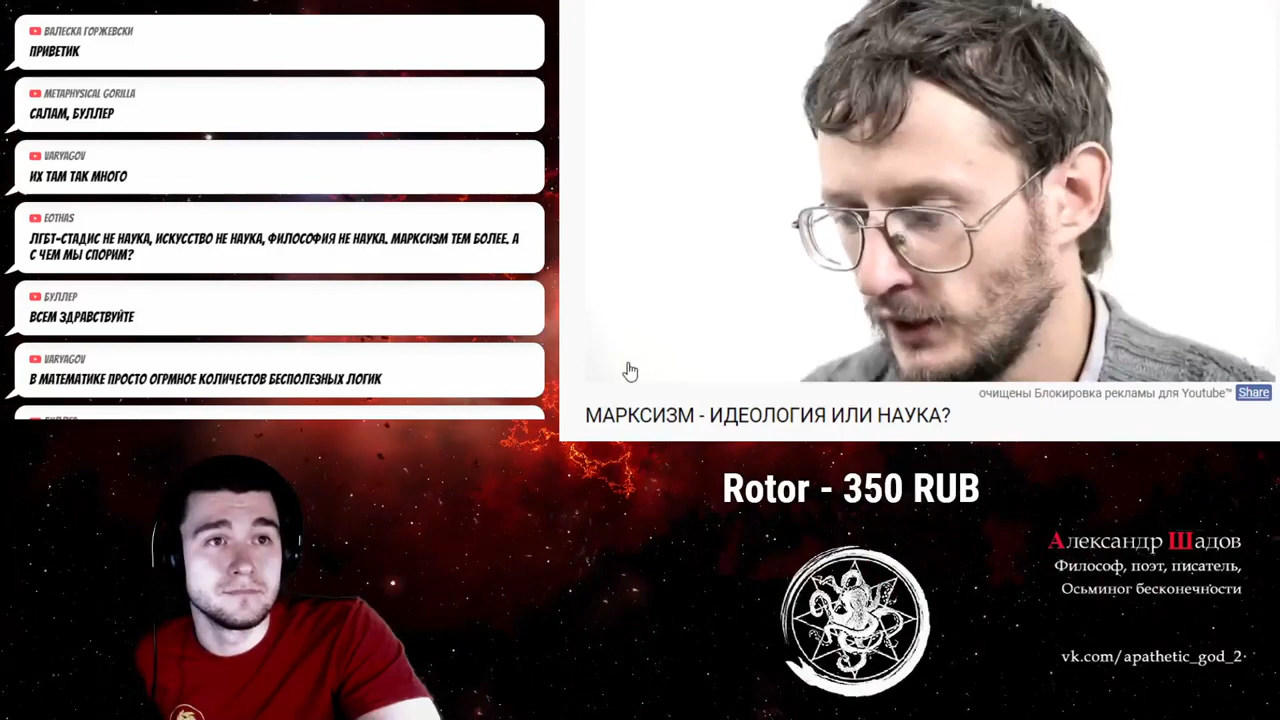 ВАЛЕСКА ГОРЖЕВСКИ
ПРИВЕТИК
METAPHYSICAL GORILLA
САЛАМ, БУЛЛЕР
VARYAGOV
ИХ ТАМ ТАК МНОГО
EOTHAS
ЛГБТ-СТАДИС НЕ НАУКА, ИСКУССТВО НЕ НАУКА, ФИЛОСОФИЯ НЕ НАУКА. МАРКСИЗМ ТЕМ БОЛЕЕ. А
С ЧЕМ МЫ СПОРИМ?
БУЛЛЕР
ВСЕМ ЗДРАВСТВУЙТЕ
VARYAGOV
В МАТЕМАТИКЕ ПРОСТО ОГРМНОЕ КОЛИЧЕСТОВ БЕСПОЛЕЗНЫХ ЛОГИК
очищены Блокировка рекламы для Youtube™ Share
МАРКСИЗМ - ИДЕОЛОГИЯ ИЛИ НАУКА?
Rotor - 350 RUB
Александр Шадов
Философ, поэт, писатель,
Осьминог бесконечности
vk.com/apathetic_god_2